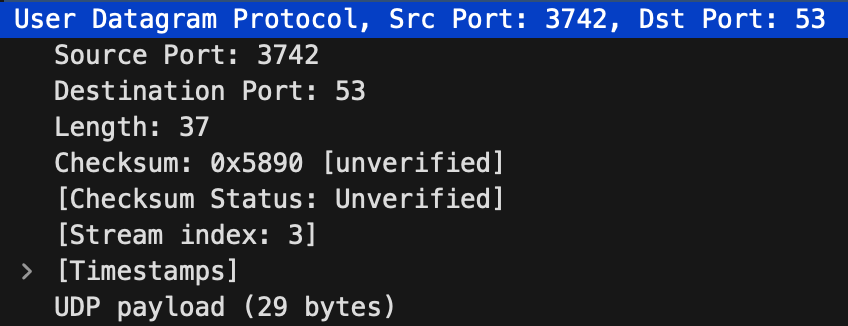 User Datagram Protocol, Src Port: 3742, Dst Port: 53
Source Port: 3742
Destination Port: 53
Length: 37
Checksum: 0x5890 [unverified]
[Checksum Status: Unverified]
[Stream index: 3]
[Timestamps]
UDP payload (29 bytes)